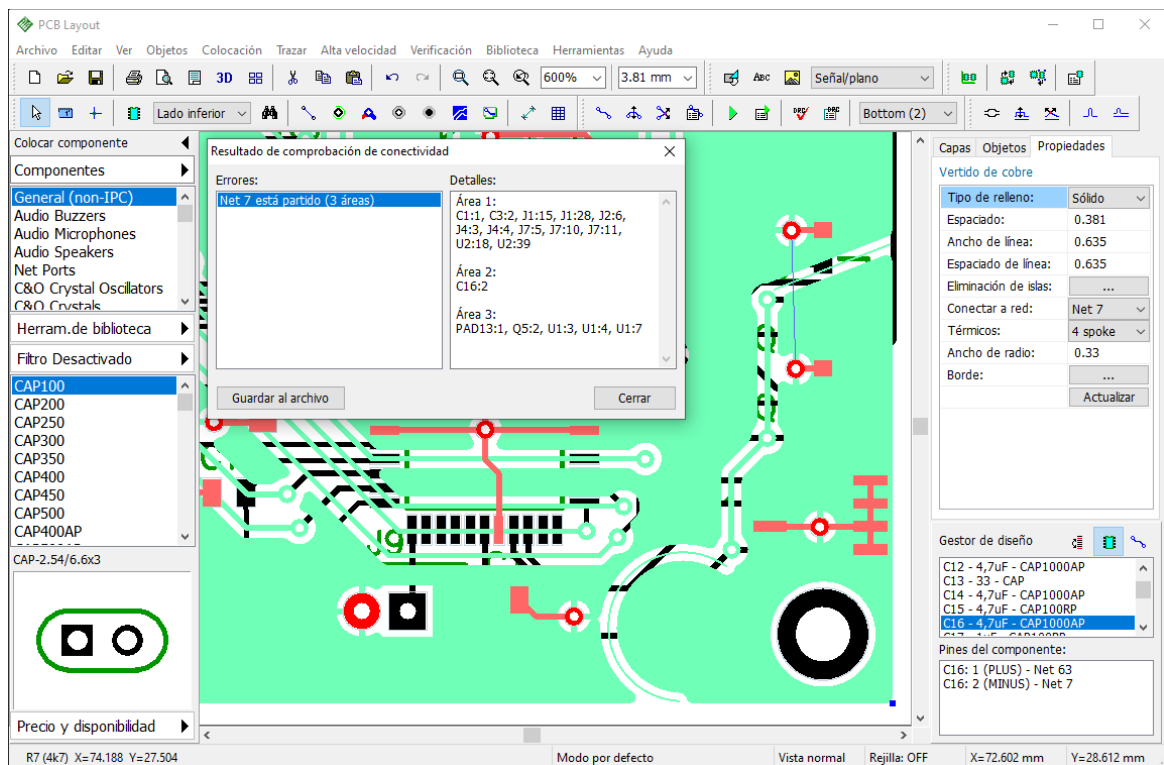 PCB Layout
Archivo Editar Ver Objetos Colocación Trazar Alta velocidad Verificación Biblioteca Herramientas Ayuda
3D 600% 3.81 mm ABC Señal/plano
Lado inferior Bottom (2)
Colocar componente
Componentes
General (non-IPC)
Audio Buzzers
Audio Microphones
Audio Speakers
Net Ports
C&O Crystal Oscillators
C&O Crystals
Herram.de biblioteca
Filtro Desactivado
CAP100
CAP200
CAP250
CAP300
CAP350
CAP400
CAP450
CAP500
CAP400AP
CAP-2.54/6.6x3
Precio y disponibilidad
Resultado de comprobación de conectividad
Errores:
Net 7 está partido (3 áreas)
Detalles:
Área 1:
C1:1, C3:2, J1:15, J1:28, J2:6,
J4:3, J4:4, J7:5, J7:10, J7:11,
U2:18, U2:39
Área 2:
C16:2
Área 3:
PAD13:1, Q5:2, U1:3, U1:4, U1:7
Guardar al archivo
Cerrar
Capas Objetos Propiedades
Vertido de cobre
Tipo de relleno: Sólido
Espaciado: 0.381
Ancho de línea: 0.635
Espaciado de línea: 0.635
Eliminación de islas: ...
Conectar a red: Net 7
Térmicos: 4 spoke
Ancho de radio: 0.33
Borde: ...
Actualizar
Gestor de diseño
C12 - 4,7uF - CAP1000AP
C13 - 33 - CAP
C14 - 4,7uF - CAP1000AP
C15 - 4,7uF - CAP100RP
C16 - 4,7uF - CAP1000AP
C17 - 1uF - CAP100RP
Pines del componente:
C16: 1 (PLUS) - Net 63
C16: 2 (MINUS) - Net 7
R7 (4k7) X=74.188 Y=27.504 Modo por defecto Vista normal Rejilla: OFF X=72.602 mm Y=28.612 mm